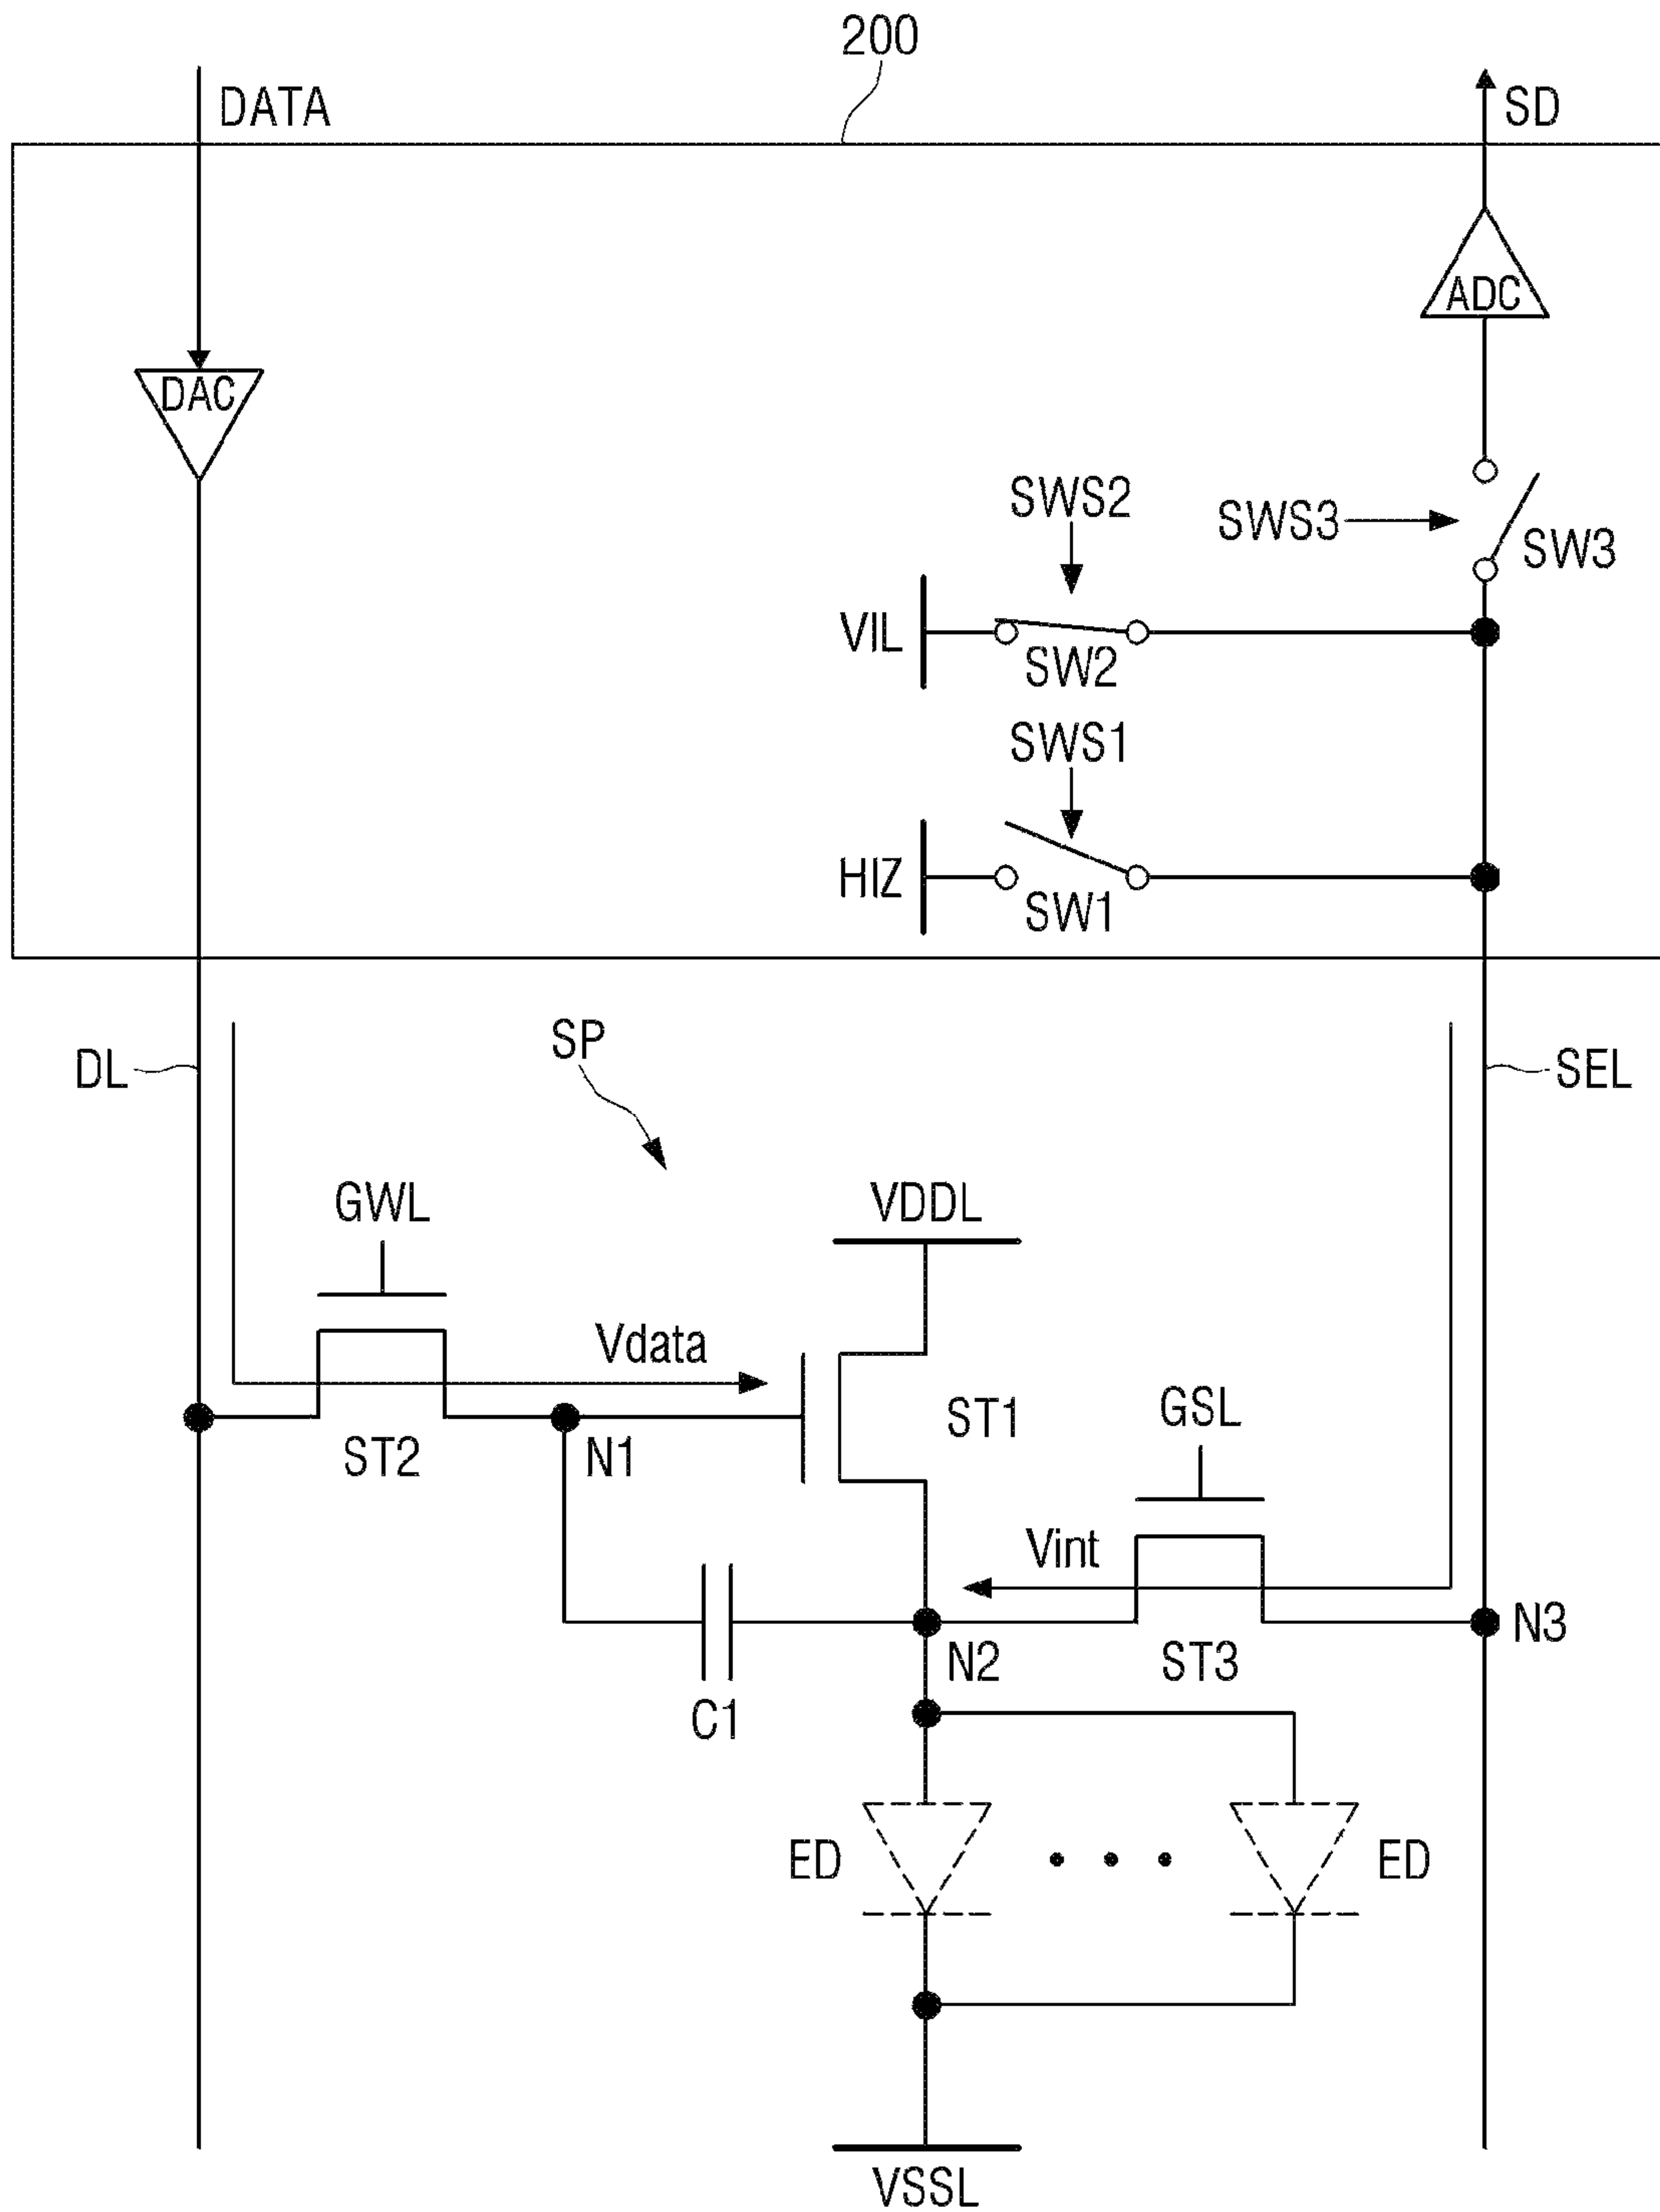 200
DATA
SD
ADC
DAC
SWS2
SWS3
SW3
VIL
SW2
SWS1
HIZ
SW1
SP
DL
SEL
GWL
VDDL
Vdata
GSL
ST1
ST2
N1
Vint
N3
N2
ST3
C1
ED
ED
VSSL